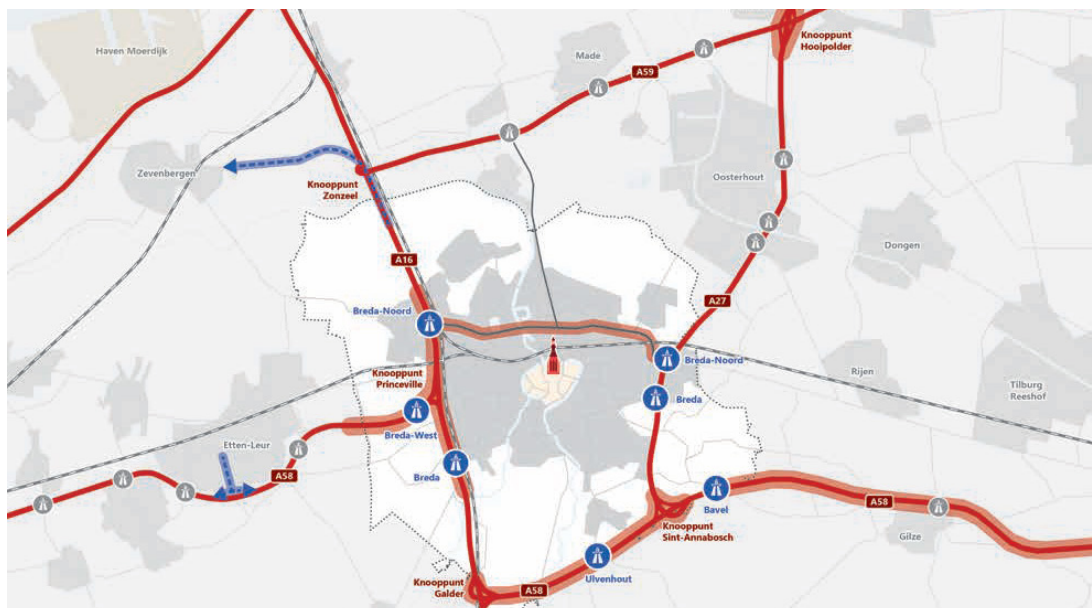 Haven Moerdijk
Made
Knooppunt
Hooipolder
A59
Zevenbergen
Knooppunt
Zonzeel
Oosterhout
Dongen
A16
A27
Breda-Noord
Breda-Noord
Knooppunt
Princeville
Rijen
Tilburg
Reeshof
Breda
Breda-West
Etten-Leur
A58
Breda
Bavel
A58
Knooppunt
Sint-Annabosch
Gilze
Ulvenhout
Knooppunt
Galder
A58